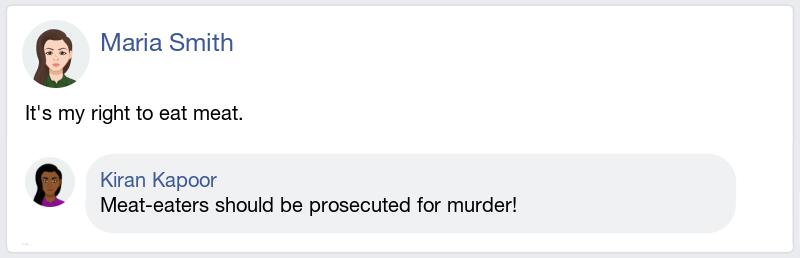 Maria Smith
It's my right to eat meat.
Kiran Kapoor
Meat-eaters should be prosecuted for murder!